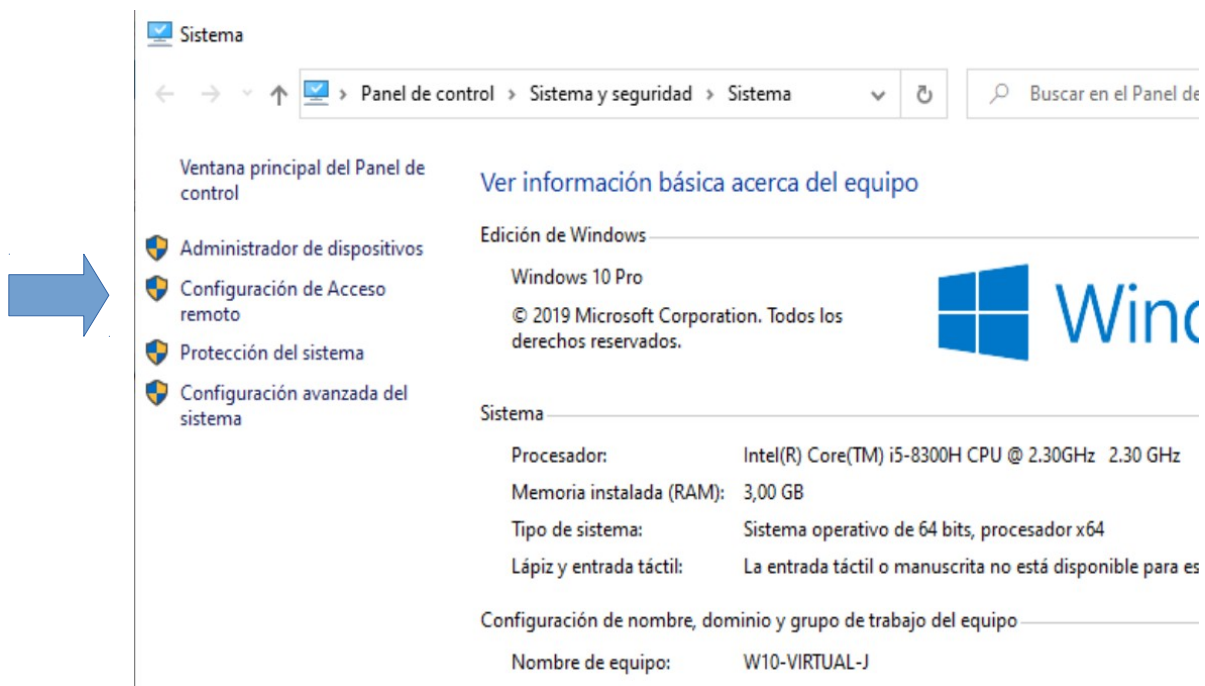 Sistema
Panel de control > Sistema y seguridad > Sistema
Buscar en el Panel de
Ventana principal del Panel de
control
Administrador de dispositivos
Configuración de Acceso
remoto
Protección del sistema
Configuración avanzada del
sistema
Ver información básica acerca del equipo
Edición de Windows
Windows 10 Pro
© 2019 Microsoft Corporation. Todos los
derechos reservados.
Wind
Sistema
Procesador: Intel(R) Core(TM) i5-8300H CPU @ 2.30GHz 2.30 GHz
Memoria instalada (RAM): 3,00 GB
Tipo de sistema: Sistema operativo de 64 bits, procesador x64
Lápiz y entrada táctil: La entrada táctil o manuscrita no está disponible para es
Configuración de nombre, dominio y grupo de trabajo del equipo
Nombre de equipo: W10-VIRTUAL-J